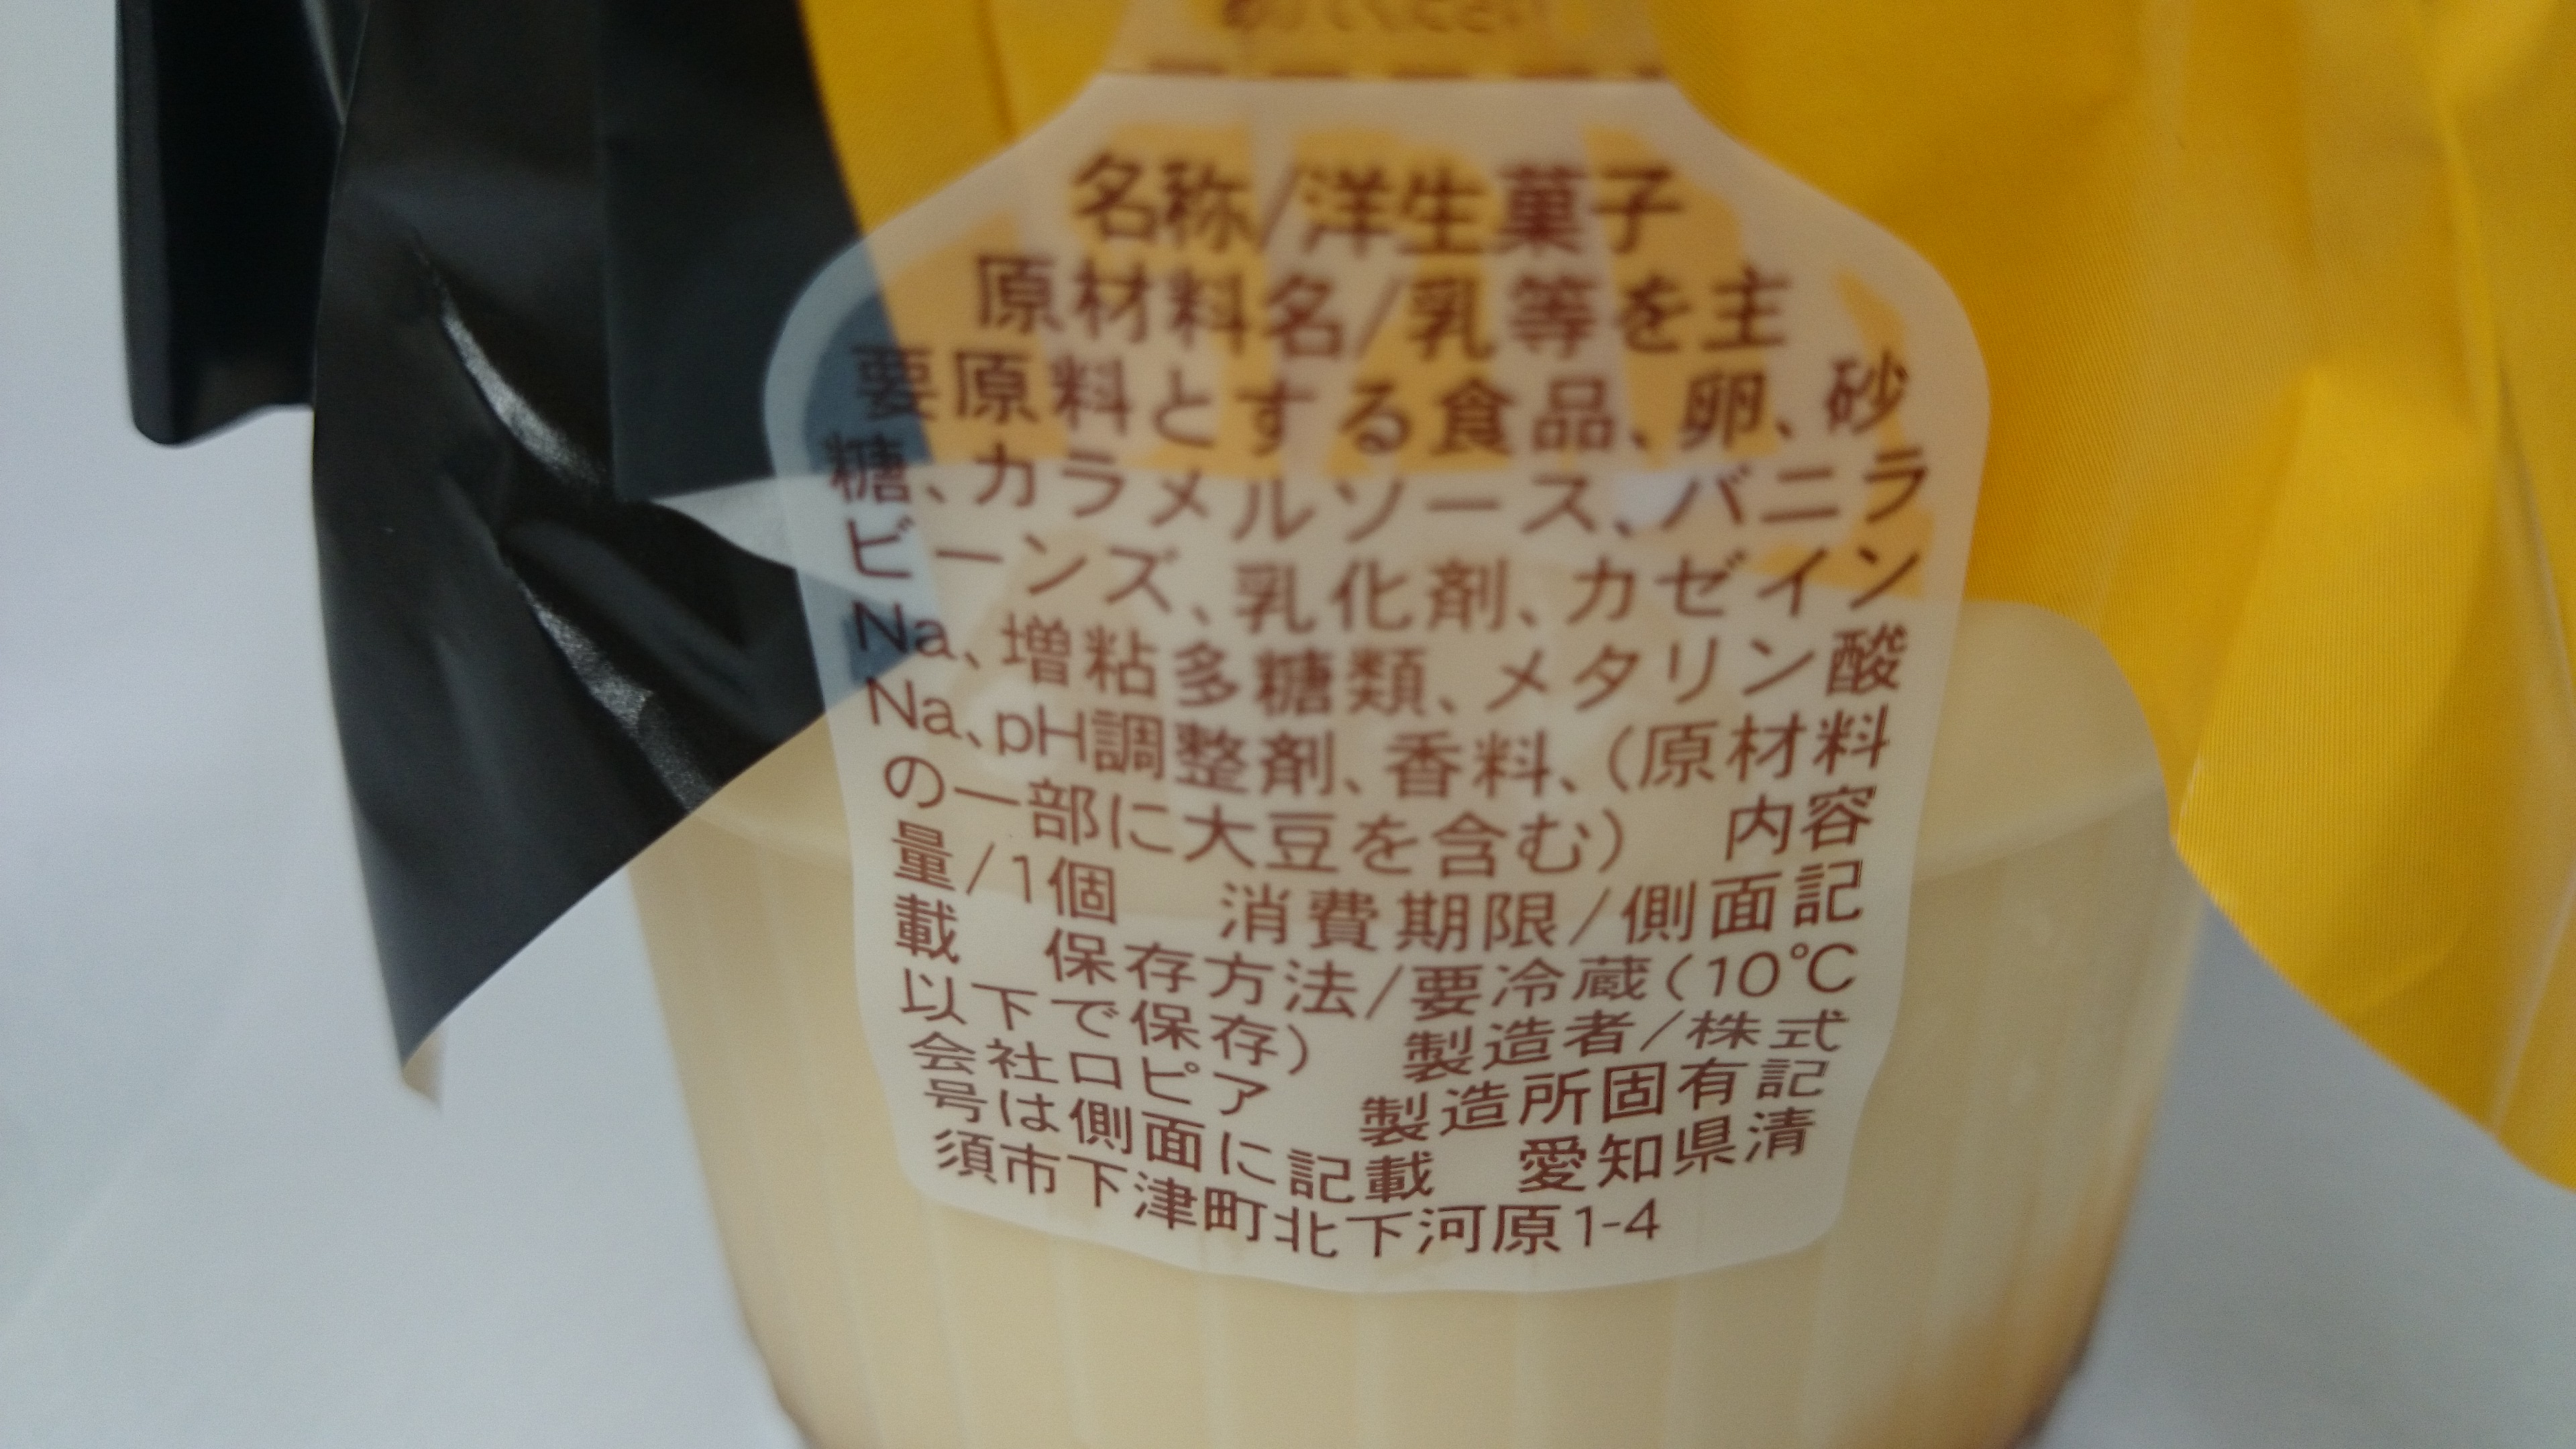 てください
名称/洋生菓子
原材料名/乳等を主
要原料とする食品、卵、砂
糖、カラメルソース、バニラ
ビーンズ、乳化剤、カゼイン
Na、増粘多糖類、メタリン酸
Na、pH調整剤、香料、(原材料
の一部に大豆を含む) 内容
量/1個 消費期限/側面記
載 保存方法/要冷蔵(10℃
以下で保存) 製造者/株式
会社ロピア 製造所固有記
号は側面に記載 愛知県清
須市下津町北下河原1-4